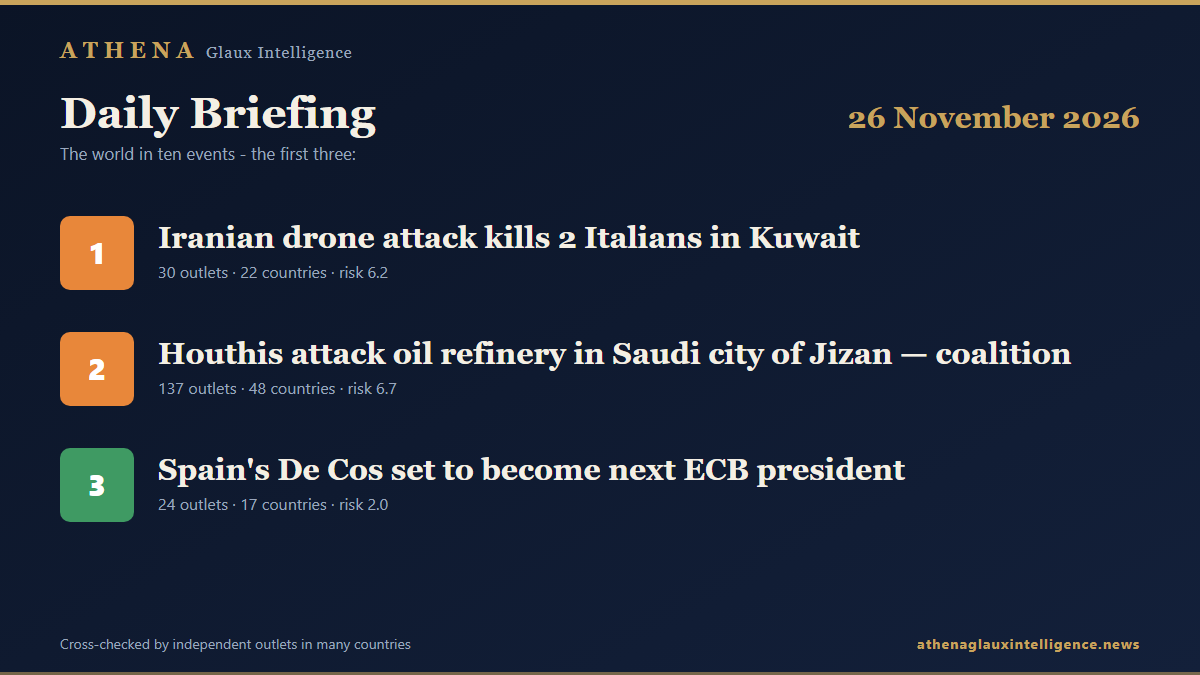 ATHENA Glaux Intelligence
Daily Briefing
26 November 2026
The world in ten events - the first three:
1
Iranian drone attack kills 2 Italians in Kuwait
30 outlets · 22 countries · risk 6.2
2
Houthis attack oil refinery in Saudi city of Jizan — coalition
137 outlets · 48 countries · risk 6.7
3
Spain's De Cos set to become next ECB president
24 outlets · 17 countries · risk 2.0
Cross-checked by independent outlets in many countries
athenaglauxintelligence.news